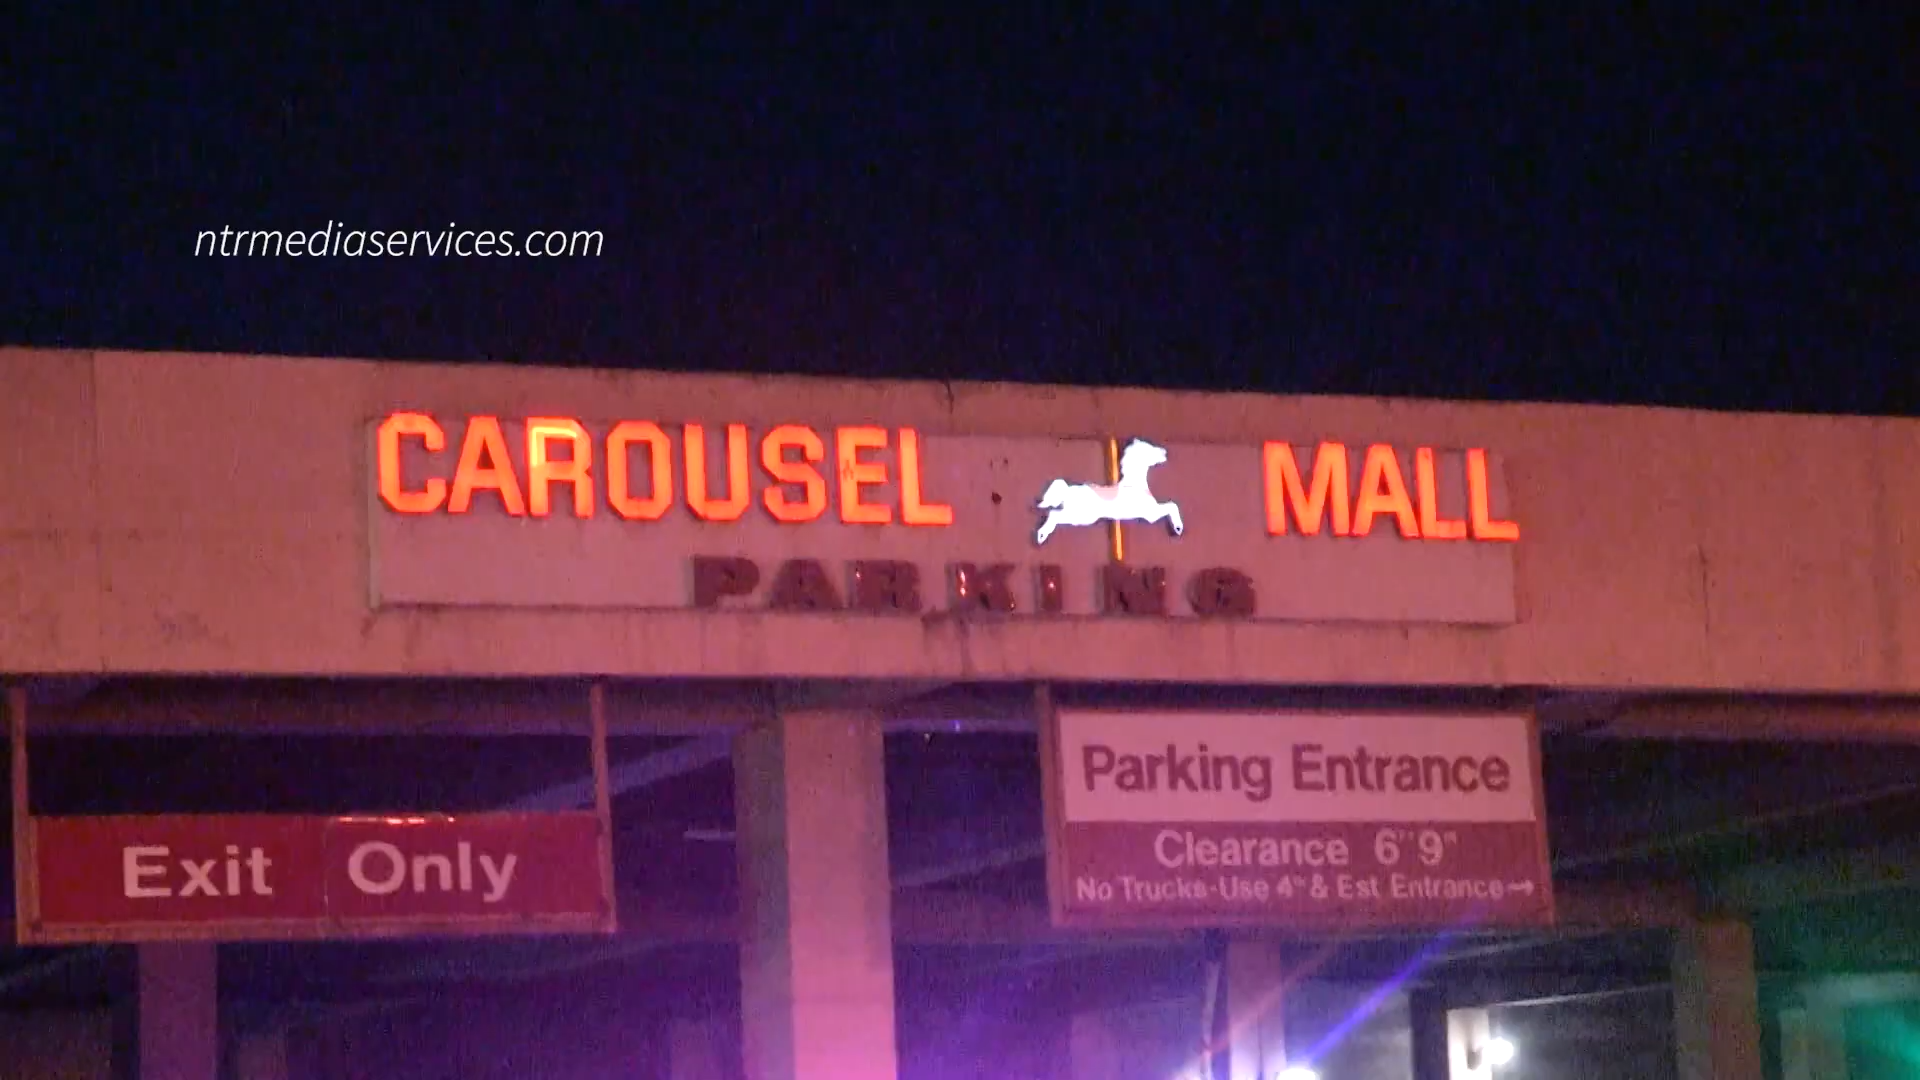 ntrmediaservices.com
CAROUSEL MALL
PARKING
Parking Entrance
Exit Only
Clearance 6'9"
No Trucks-Use 4th & Est Entrance→